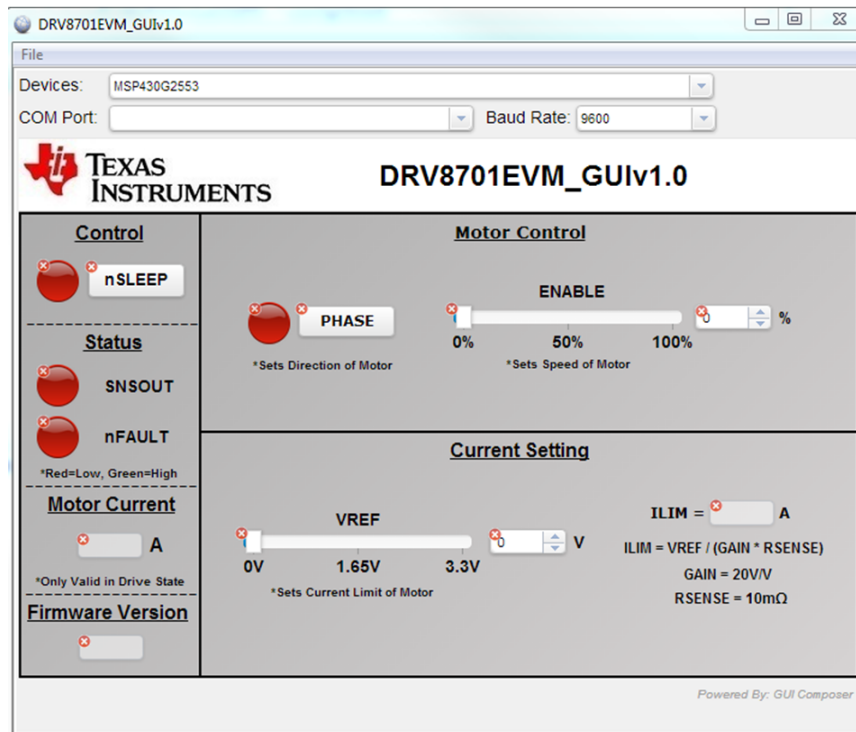 DRV8701EVM_GUIv1.0
File
Devices: MSP430G2553
COM Port: Baud Rate: 9600
TEXAS INSTRUMENTS
DRV8701EVM_GUIv1.0
Control
nSLEEP
Status
SNSOUT
nFAULT
*Red=Low, Green=High
Motor Current
A
*Only Valid in Drive State
Firmware Version
Motor Control
PHASE
*Sets Direction of Motor
ENABLE
0 %
0% 50% 100%
*Sets Speed of Motor
Current Setting
VREF
0 V
0V 1.65V 3.3V
*Sets Current Limit of Motor
ILIM = A
ILIM = VREF / (GAIN * RSENSE)
GAIN = 20V/V
RSENSE = 10mΩ
Powered By: GUI Composer